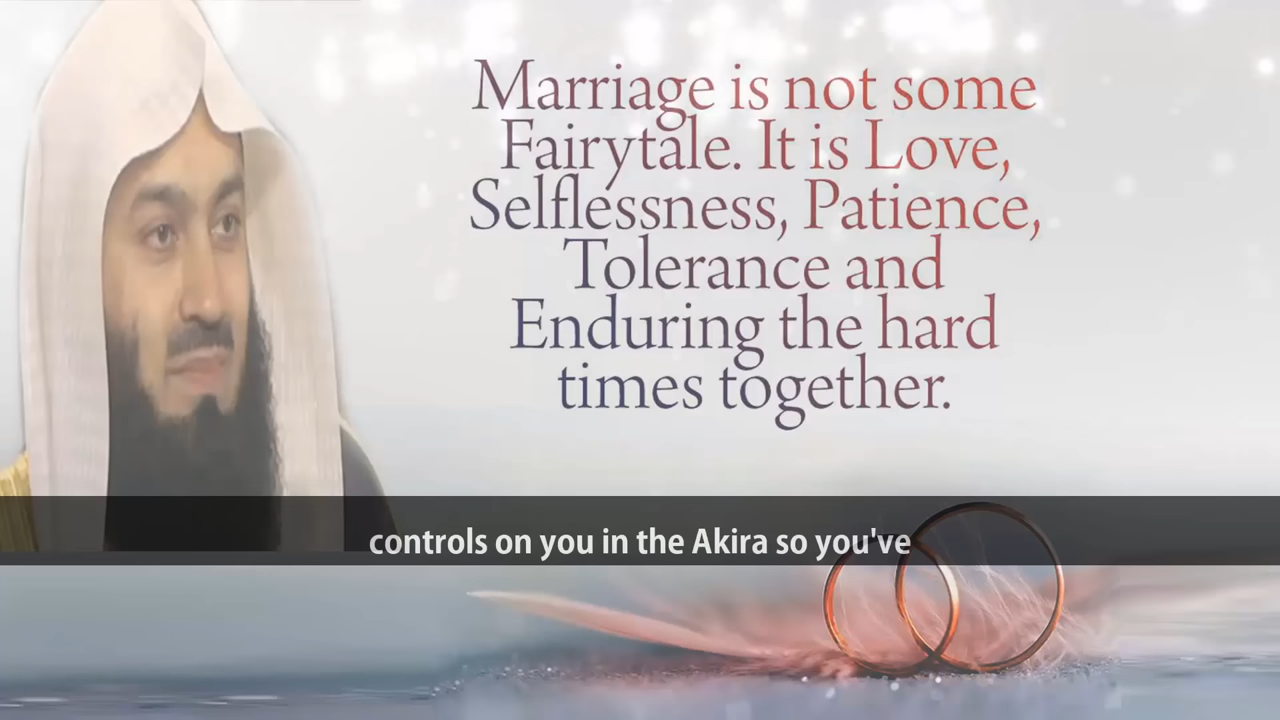 Marriage is not some
Fairytale. It is Love,
Selflessness, Patience,
Tolerance and
Enduring the hard
times together.
controls on you in the Akira so you've